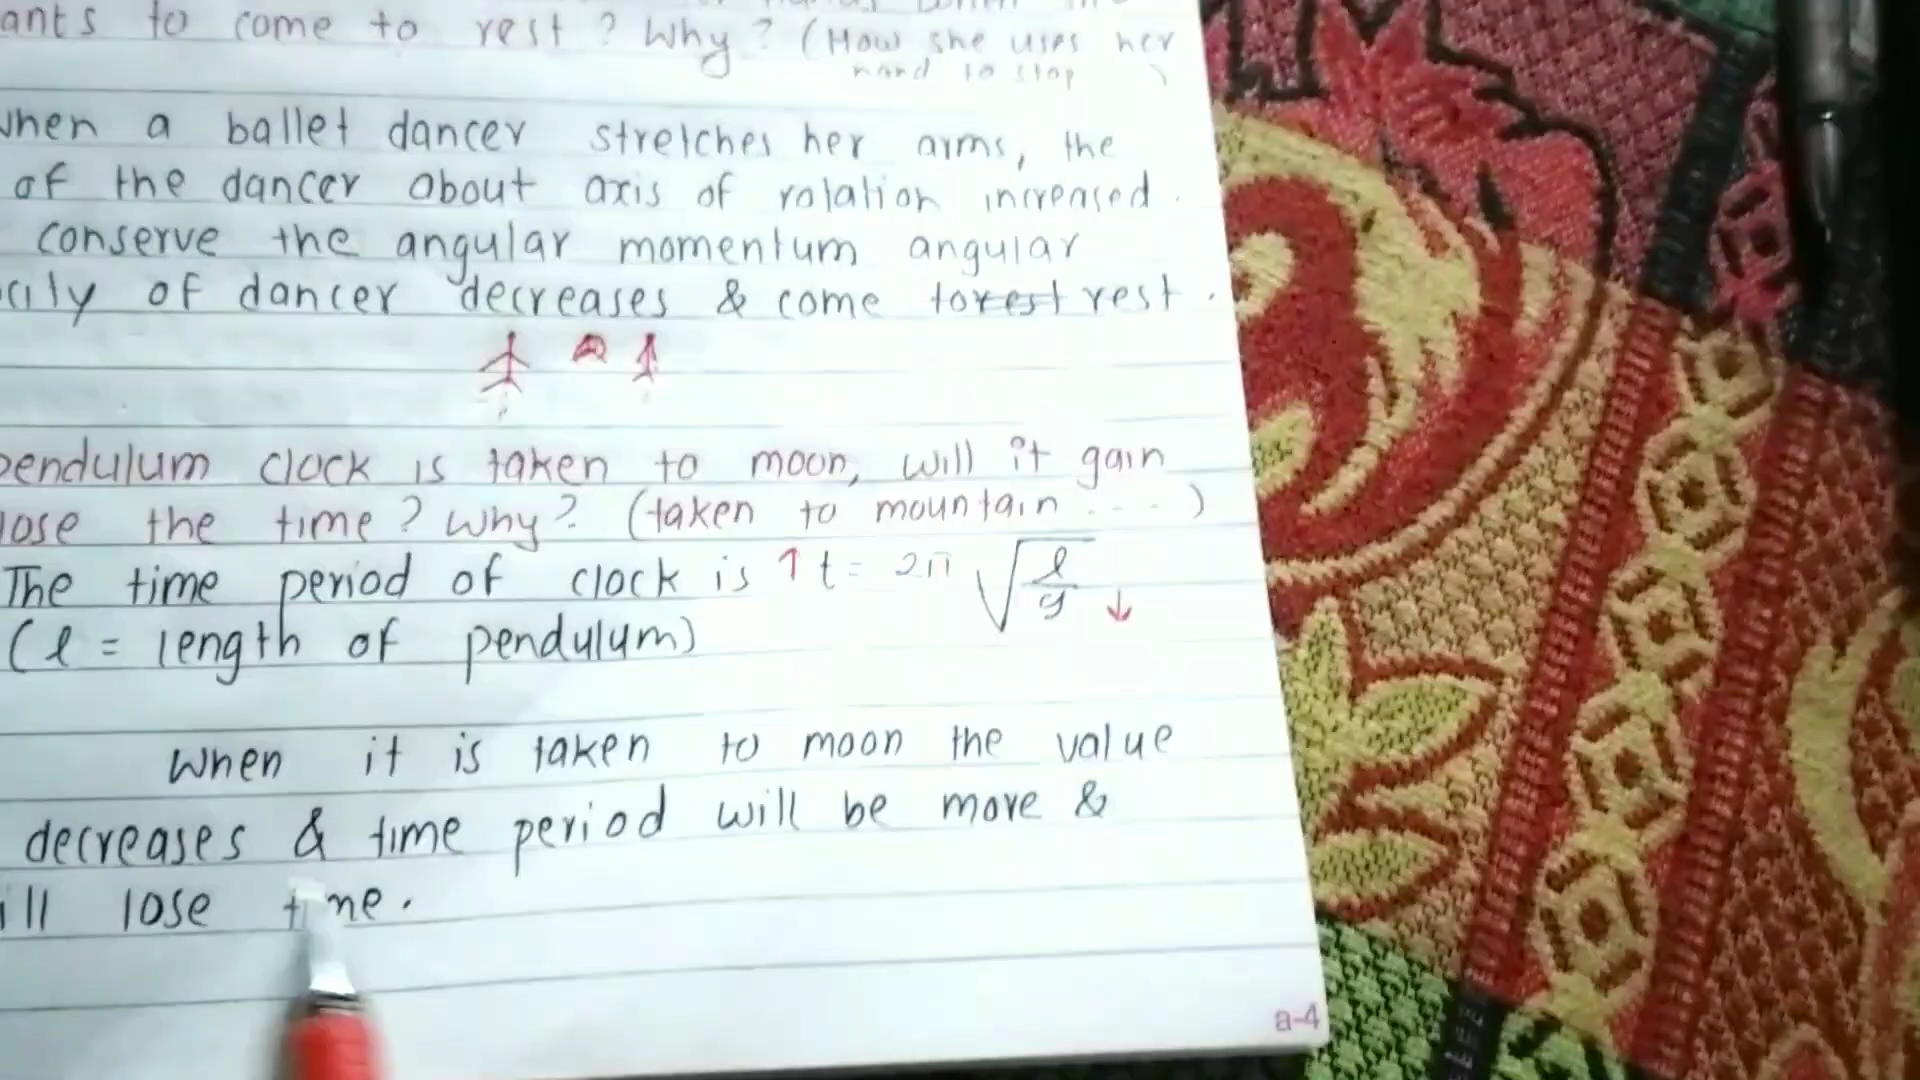 ants to come to rest? Why? (How she uses her
hand to stop )
when a ballet dancer stretches her arms, the
of the dancer about axis of rotation increased.
conserve the angular momentum angular
city of dancer decreases & come to rest rest.
pendulum clock is taken to moon, will it gain
lose the time? Why? (taken to mountain ....)
The time period of clock is ↑ t = 2π √(l/g) ↓
(l = length of pendulum)
When it is taken to moon the value
decreases & time period will be more &
ill lose time.
a-4